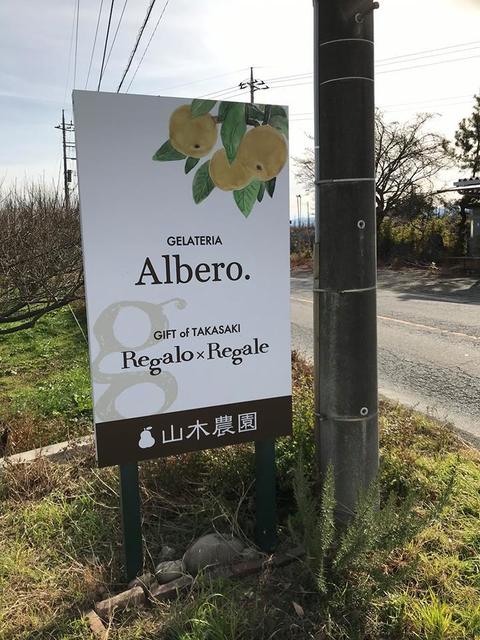 GELATERIA
Albero.
GIFT of TAKASAKI
Regalo×Regale
山木農園